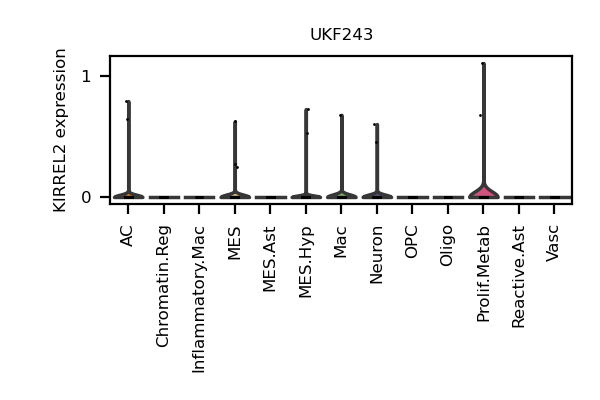 UKF243
KIRREL2 expression
1
0
AC
Chromatin.Reg
Inflammatory.Mac
MES
MES.Ast
MES.Hyp
Mac
Neuron
OPC
Oligo
Prolif.Metab
Reactive.Ast
Vasc